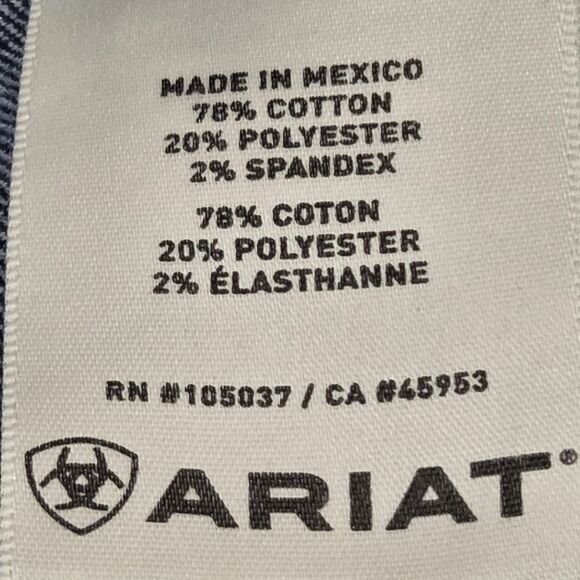 MADE IN MEXICO
78% COTTON
20% POLYESTER
2% SPANDEX
78% COTON
20% POLYESTER
2% ÉLASTHANNE
RN #105037 / CA #45953
ARIAT®